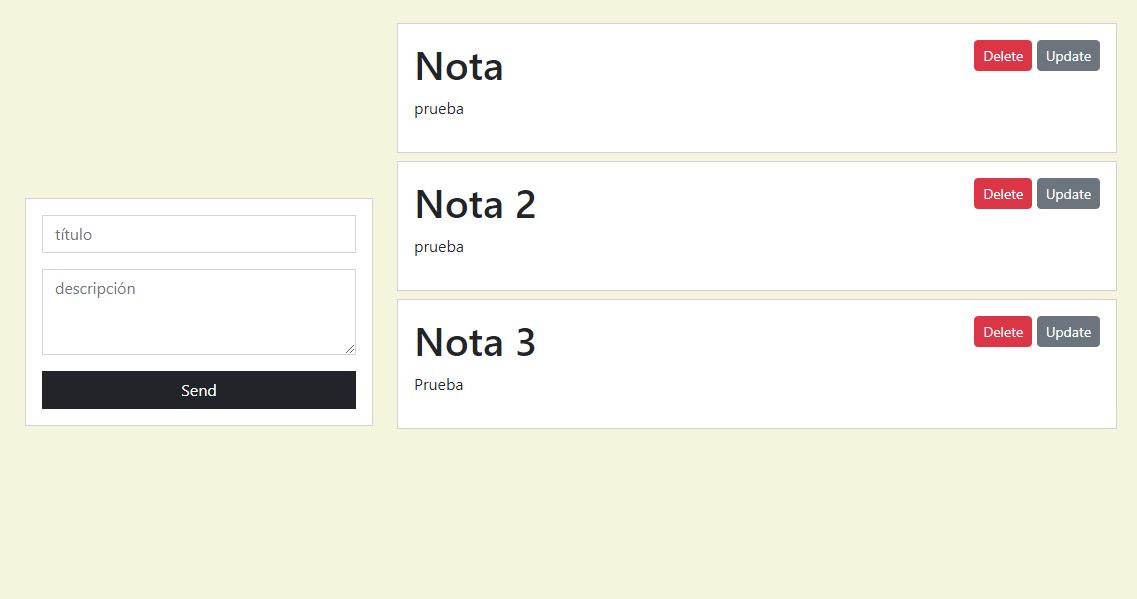 título
descripción
Send
Nota
prueba
Delete Update
Nota 2
prueba
Delete Update
Nota 3
Prueba
Delete Update